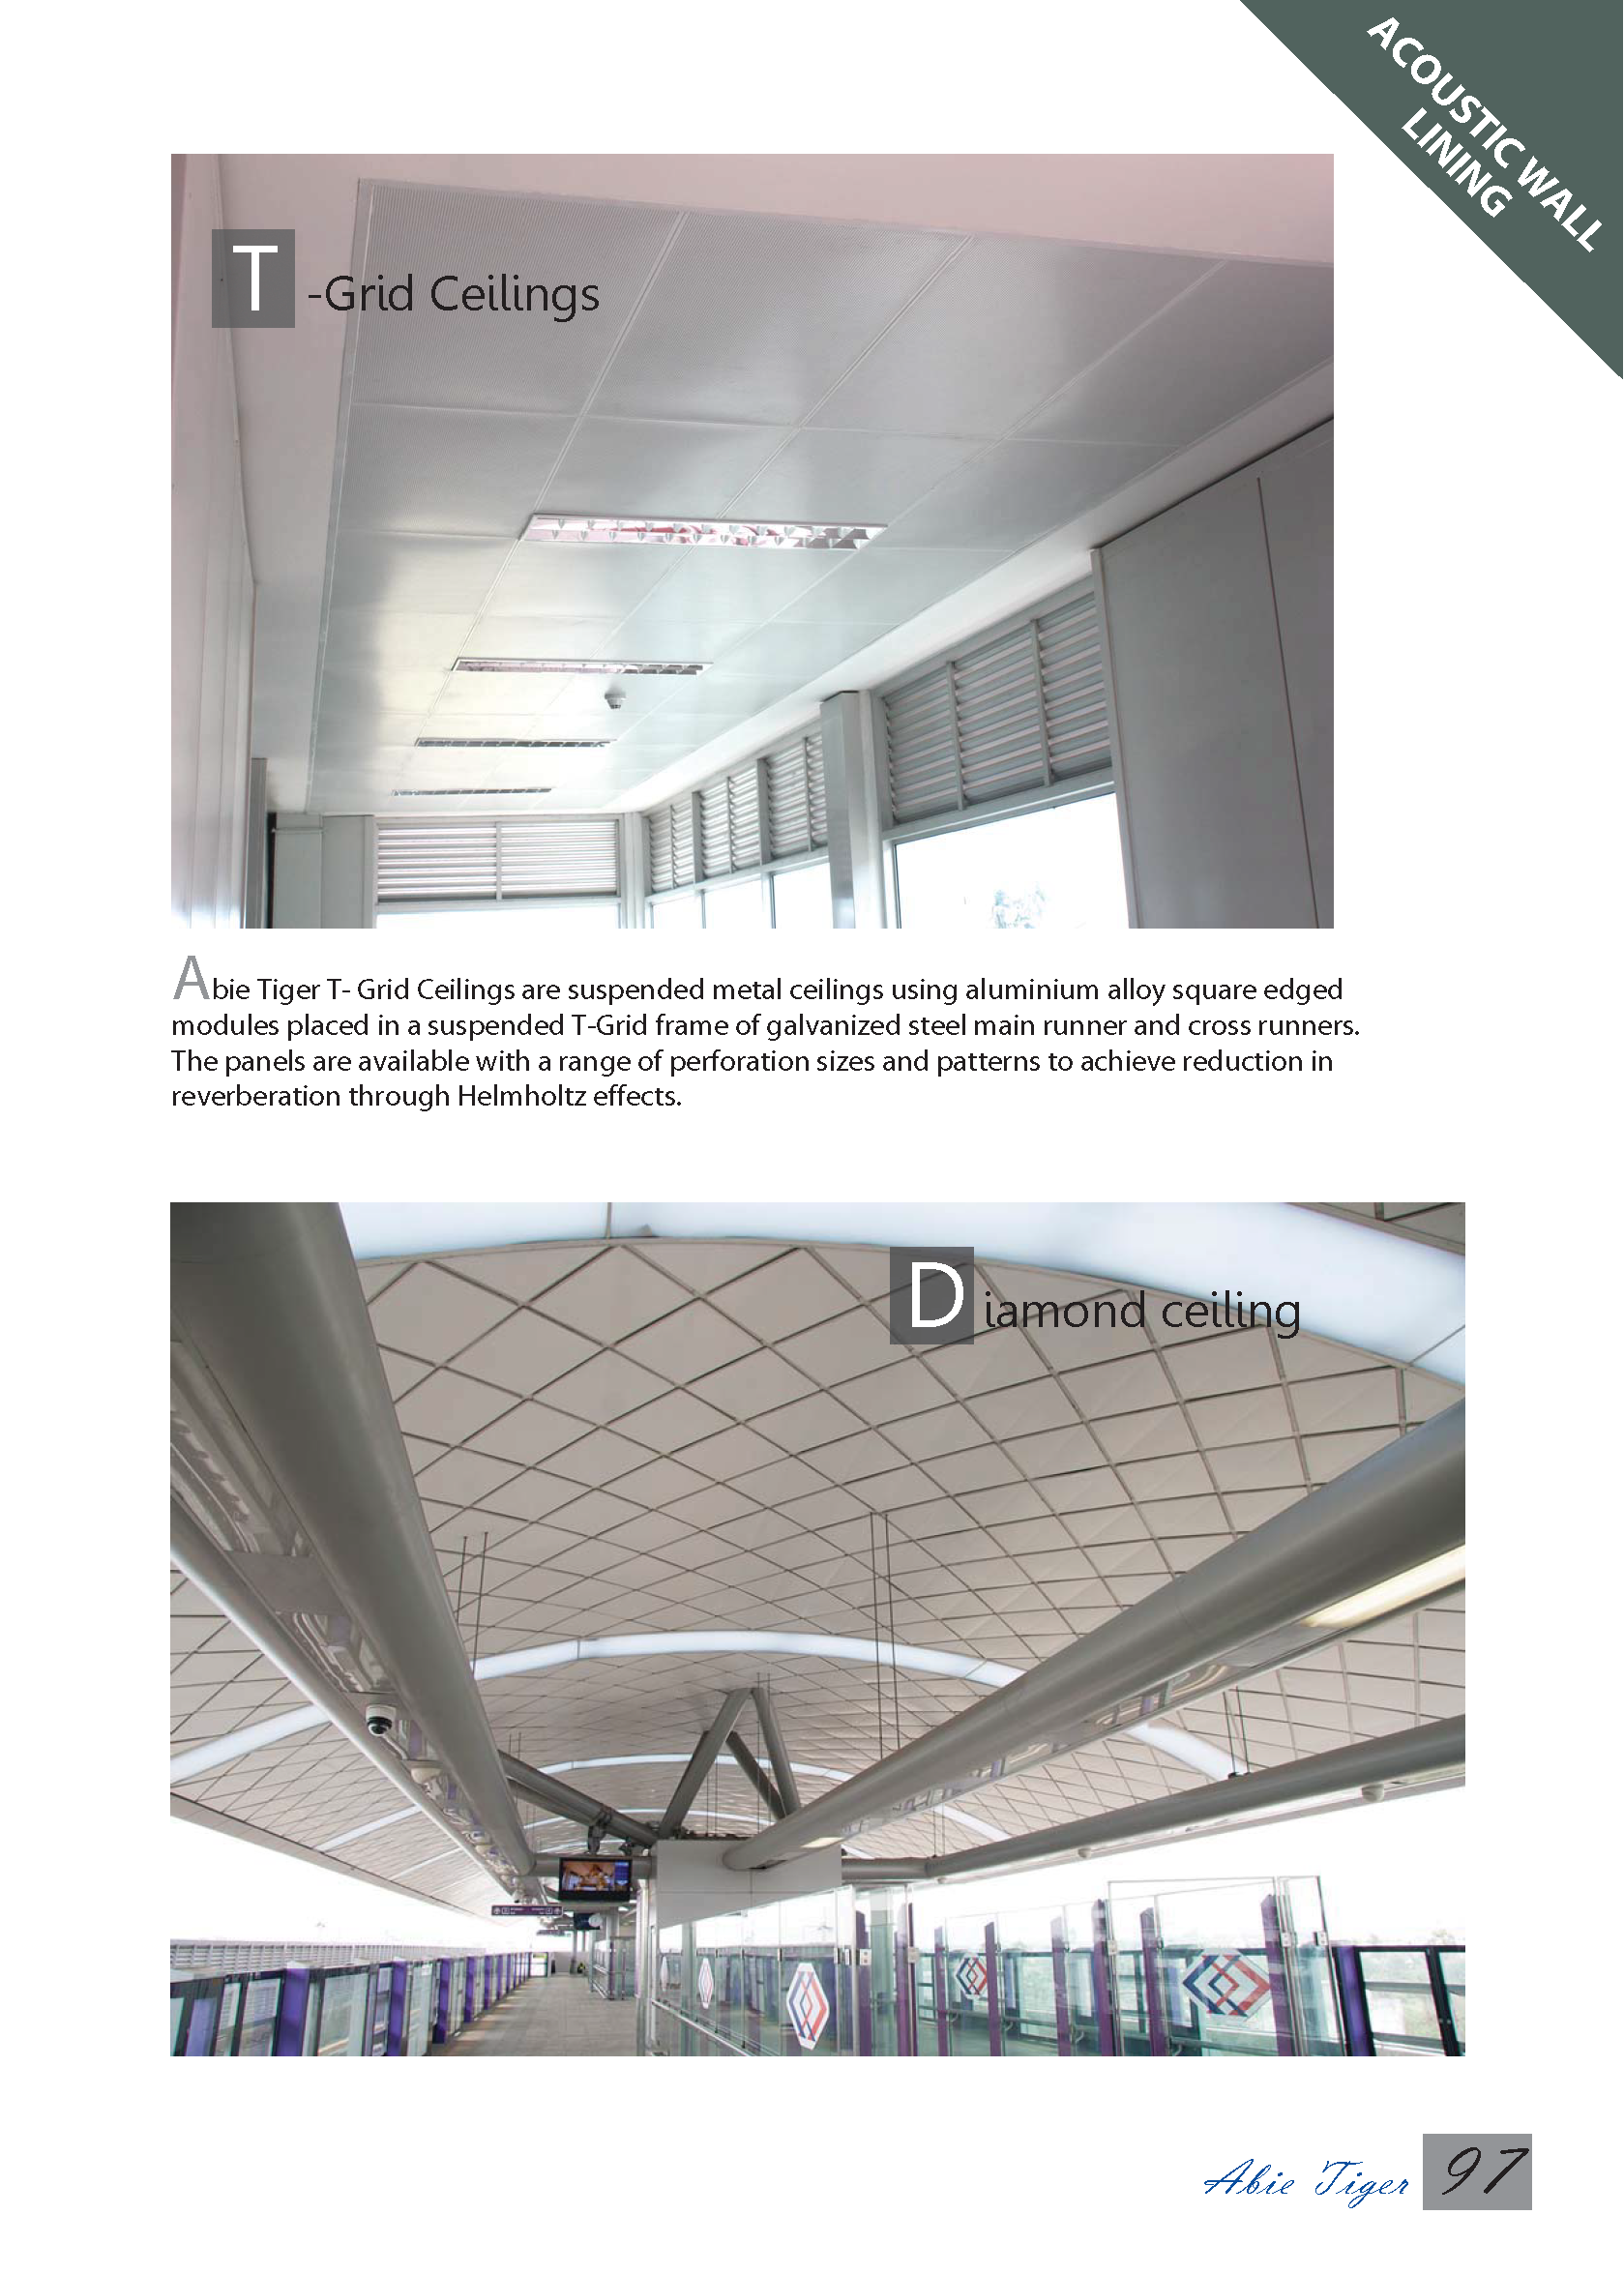 ACOUSTIC WALL
LINING
T -Grid Ceilings
Abie Tiger T- Grid Ceilings are suspended metal ceilings using aluminium alloy square edged
modules placed in a suspended T-Grid frame of galvanized steel main runner and cross runners.
The panels are available with a range of perforation sizes and patterns to achieve reduction in
reverberation through Helmholtz effects.
Diamond ceiling
Abie Tiger 97